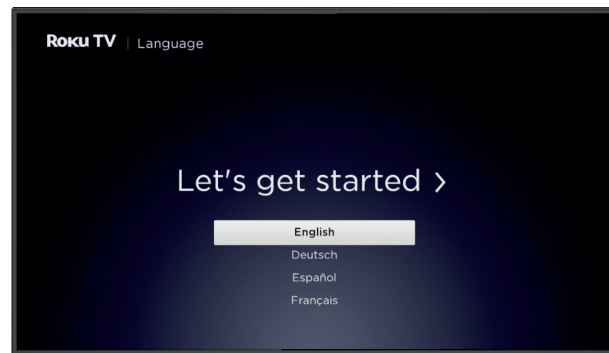 Roku TV | Language
Let's get started >
English
Deutsch
Español
Français